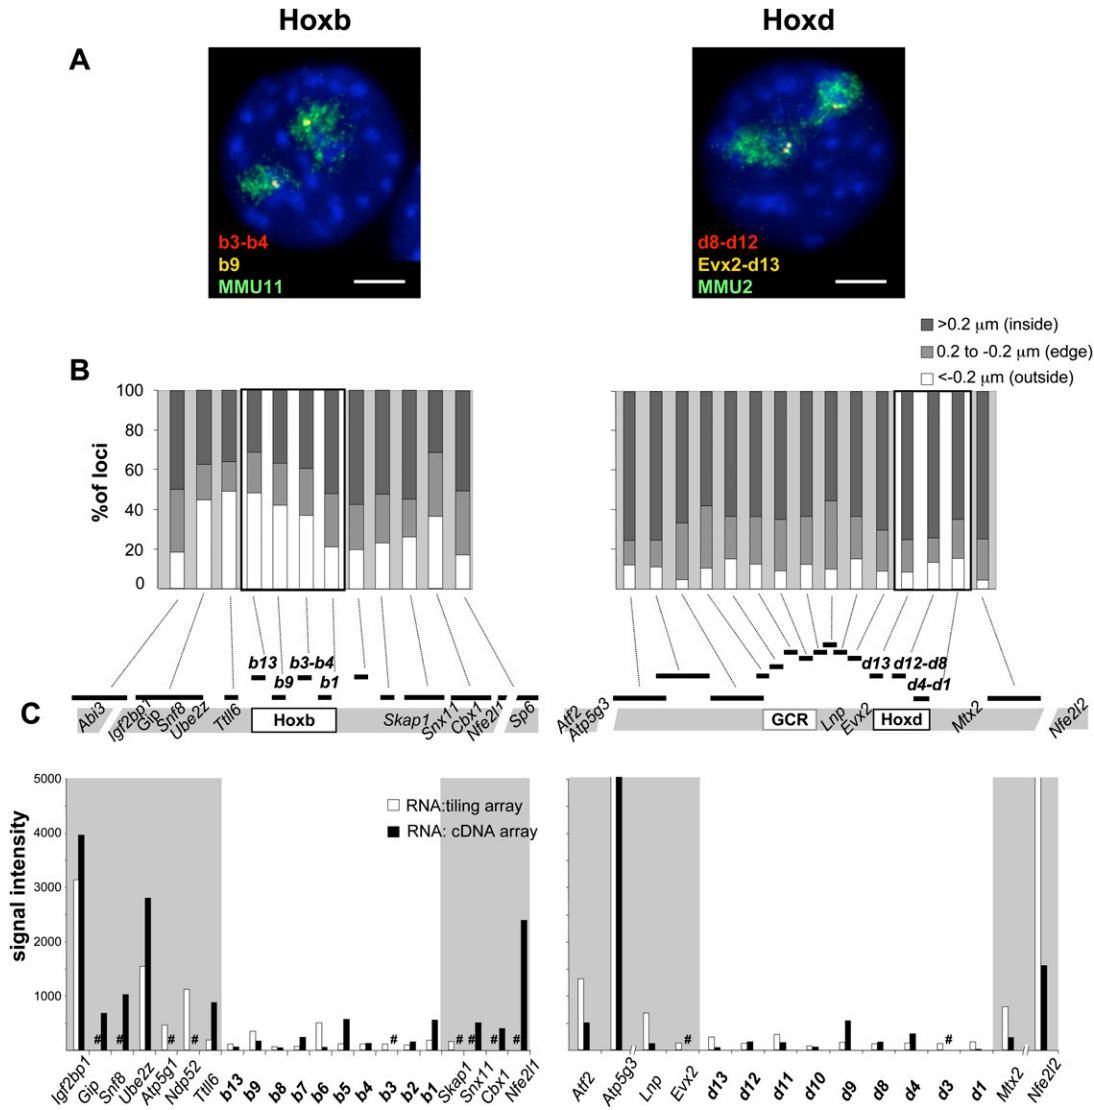 Hoxb
Hoxd
A
b3-b4
b9
MMU11
d8-d12
Evx2-d13
MMU2
>0.2 μm (inside)
0.2 to -0.2 μm (edge)
<-0.2 μm (outside)
B
100
80
60
40
20
0
%of loci
b13
b9
b3-b4
b1
d13
d12-d8
d4-d1
C
Abi3
Igf2bp1
Gip
Snf8
Ube2z
Ttll6
Hoxb
Skap1
Snx11
Cbx1
Nfe2l1
Sp6
Atf2
Atp5g3
GCR
Lnp
Evx2
Hoxd
Mtx2
Nfe2l2
5000
4000
3000
2000
1000
signal intensity
RNA:tiling array
RNA: cDNA array
# # # # # # # #
# #
Igf2bp1
Gip
Snf8
Ube2z
Atp5g1
Ndp52
Ttll6
b13
b9
b8
b7
b6
b5
b4
b3
b2
b1
Skap1
Snx11
Cbx1
Nfe2l1
Atf2
Atp5g3
Lnp
Evx2
d13
d12
d11
d10
d9
d8
d4
d3
d1
Mtx2
Nfe2l2